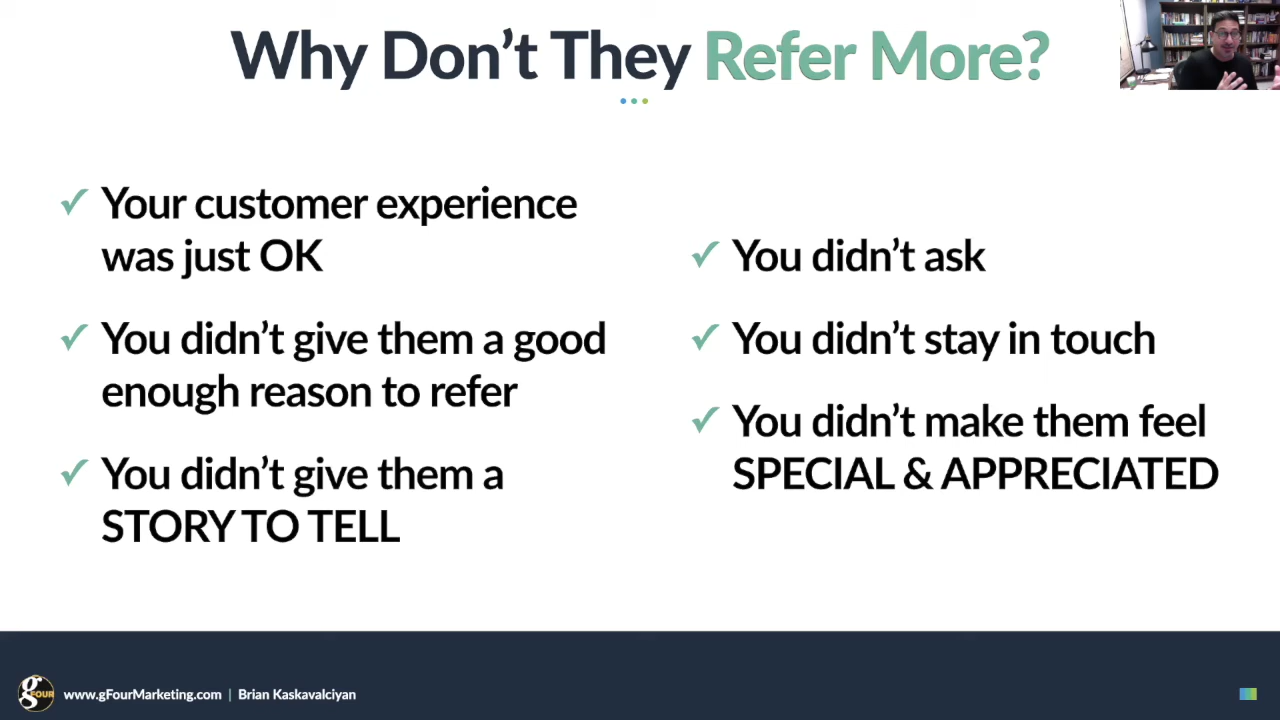 Why Don't They Refer More?
✓ Your customer experience
was just OK
✓ You didn't give them a good
enough reason to refer
✓ You didn't give them a
STORY TO TELL
✓ You didn't ask
✓ You didn't stay in touch
✓ You didn't make them feel
SPECIAL & APPRECIATED
g FOUR
www.gFourMarketing.com | Brian Kaskavalciyan